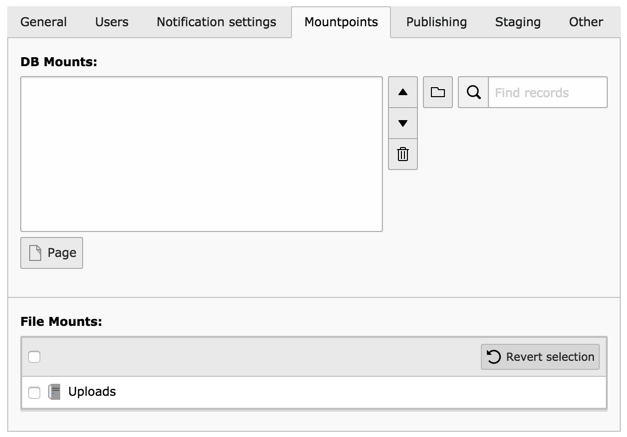 General Users Notification settings Mountpoints Publishing Staging Other
DB Mounts:
Find records
Page
File Mounts:
Revert selection
Uploads